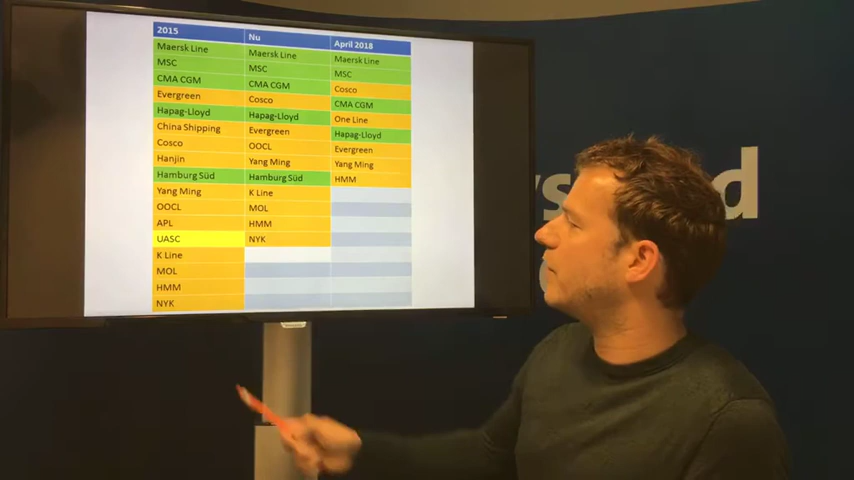 2015 Nu April 2018
Maersk Line Maersk Line Maersk Line
MSC MSC MSC
CMA CGM CMA CGM Cosco
Evergreen Cosco CMA CGM
Hapag-Lloyd Hapag-Lloyd One Line
China Shipping Evergreen Hapag-Lloyd
Cosco OOCL Evergreen
Hanjin Yang Ming Yang Ming
Hamburg Süd Hamburg Süd HMM
Yang Ming K Line
OOCL MOL
APL HMM
UASC NYK
K Line
MOL
HMM
NYK